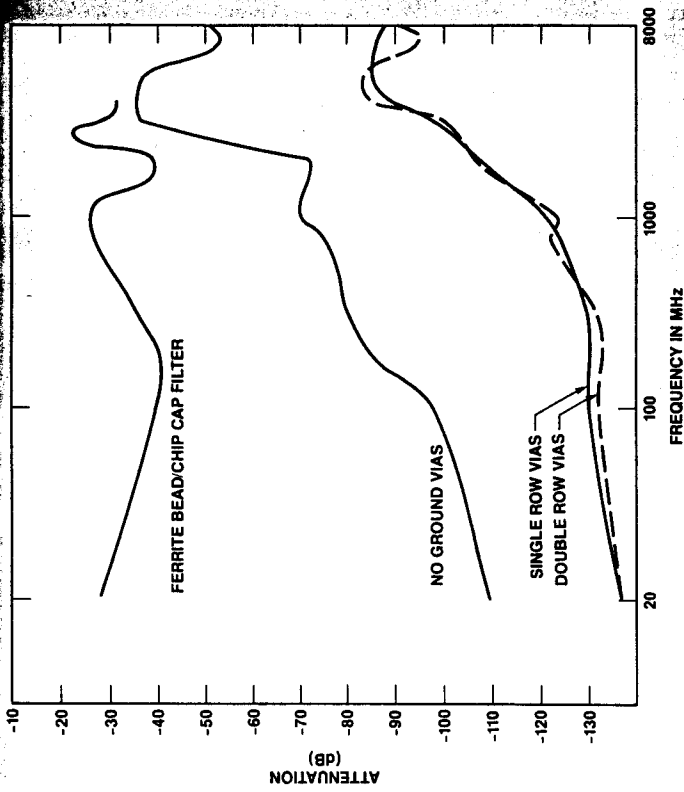 -10
-20
-30
-40
-50
-60
-70
-80
-90
-100
-110
-120
-130
ATTENUATION
(dB)
FERRITE BEAD/CHIP CAP FILTER
NO GROUND VIAS
SINGLE ROW VIAS
DOUBLE ROW VIAS
20
100
1000
8000
FREQUENCY IN MHz